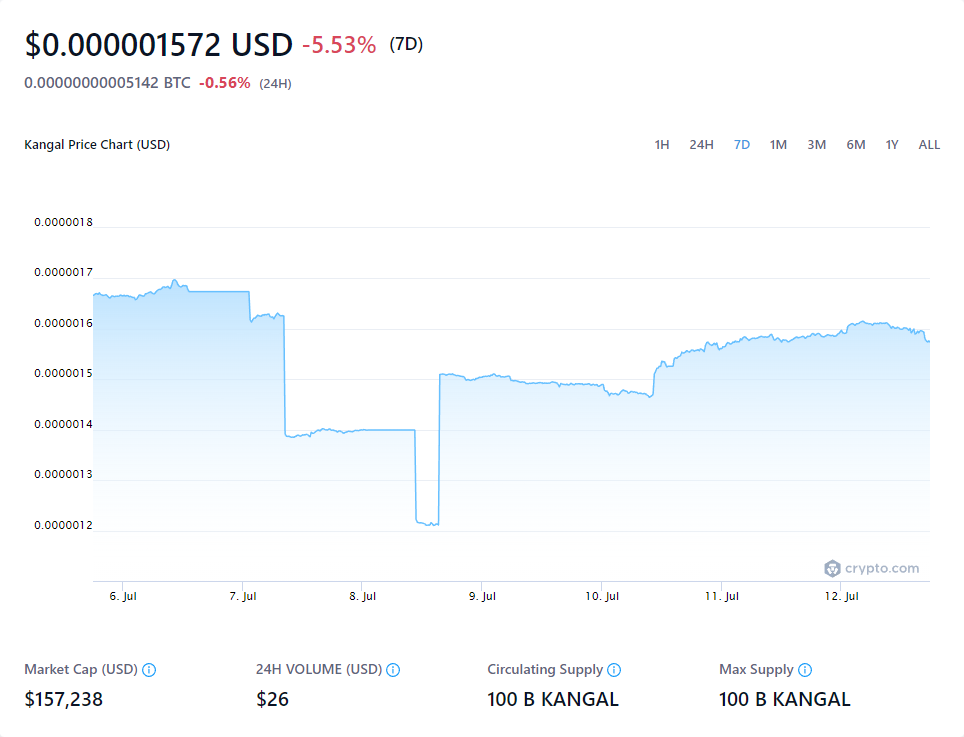 $0.000001572 USD -5.53% (7D)
0.00000000005142 BTC -0.56% (24H)
Kangal Price Chart (USD) 1H 24H 7D 1M 3M 6M 1Y ALL
0.0000018
0.0000017
0.0000016
0.0000015
0.0000014
0.0000013
0.0000012
crypto.com
6. Jul 7. Jul 8. Jul 9. Jul 10. Jul 11. Jul 12. Jul
Market Cap (USD) 24H VOLUME (USD) Circulating Supply Max Supply
$157,238 $26 100 B KANGAL 100 B KANGAL